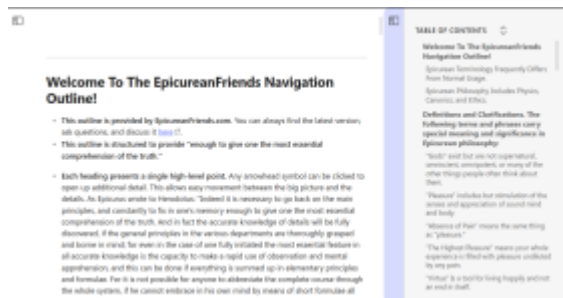 Welcome To The EpicureanFriends Navigation
Outline!
This outline is provided by EpicureanFriends.com. You can always find the latest version,
ask questions, and discuss it here
This outline is structured to provide "enough to give one the most essential
comprehension of the truth."
Each heading presents a single high-level point. Any arrowhead symbol can be clicked to
open up additional detail. This allows easy movement between the big picture and the
details. As Epicurus wrote to Herodotus: "Indeed it is necessary to go back on the main
principles, and constantly to fix in one's memory enough to give one the most essential
comprehension of the truth. And in fact the accurate knowledge of details will be fully
discovered, if the general principles in the various departments are thoroughly grasped
and borne in mind; for even in the case of one fully initiated the most essential feature in
all accurate knowledge is the capacity to make a rapid use of observation and mental
apprehension, and this can be done if everything is summed up in elementary principles
and formulae. For it is not possible for anyone to abbreviate the complete course through
the whole system, if he cannot embrace in his own mind by means of short formulae all
TABLE OF CONTENTS
Welcome To The EpicureanFriends
Navigation Outline!
Epicurean Terminology Frequently Differs
From Normal Usage.
Epicurean Philosophy Includes Physics,
Canonics, and Ethics.
Definitions and Clarifications. The
following terms and phrases carry
special meaning and significance in
Epicurean philosophy:
"Gods" exist but are not supernatural,
omniscient, omnipotent, or many of the
other things people often think about
them.
"Pleasure" includes but stimulation of the
senses and appreciation of sound mind
and body.
"Absence of Pain" means the same thing
as "pleasure."
"The Highest Pleasure" means your whole
experience is filled with pleasure undiluted
by any pain.
"Virtue" is a tool for living happily and not
an end in itself.